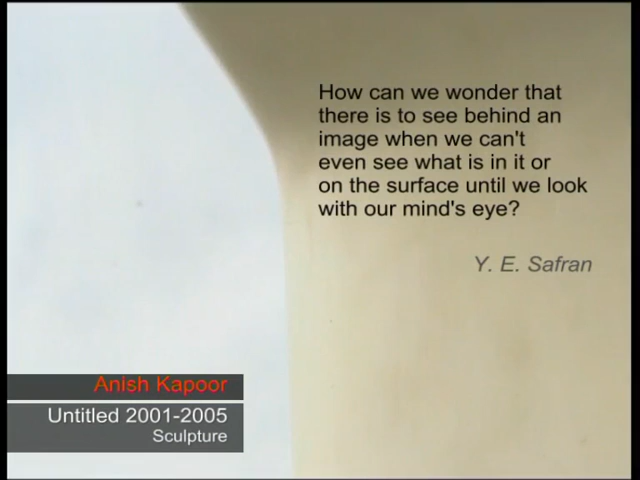 How can we wonder that
there is to see behind an
image when we can't
even see what is in it or
on the surface until we look
with our mind's eye?
Y. E. Safran
Anish Kapoor
Untitled 2001-2005
Sculpture